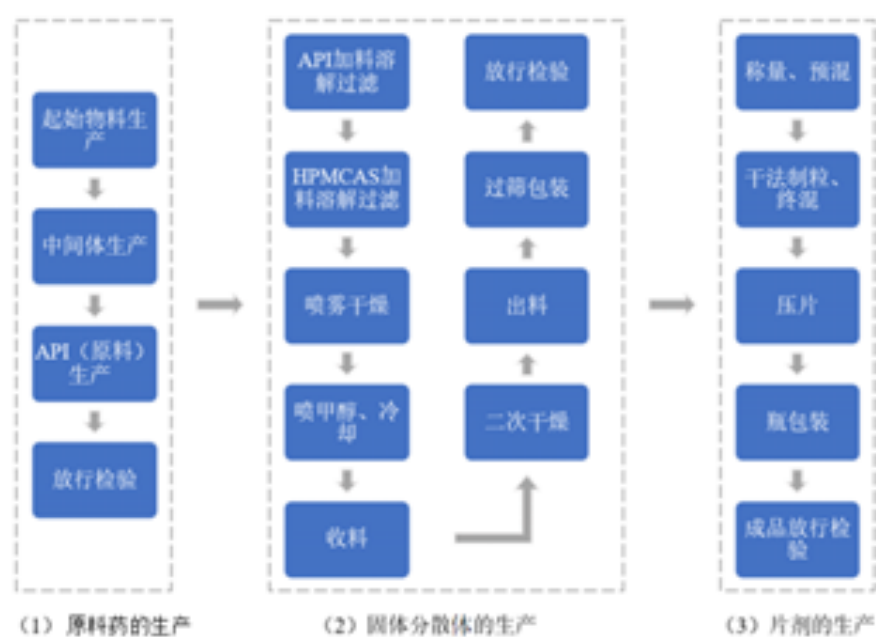 起始物料生
产
中间体生产
API（原料）
生产
放行检验
API加料溶
解过滤
HPMCAS加
料溶解过滤
喷雾干燥
喷甲醇、冷
却
收料
二次干燥
出料
过筛包装
放行检验
称量、预混
干法制粒、
终混
压片
瓶包装
成品放行检
验
（1）原料药的生产
（2）固体分散体的生产
（3）片剂的生产